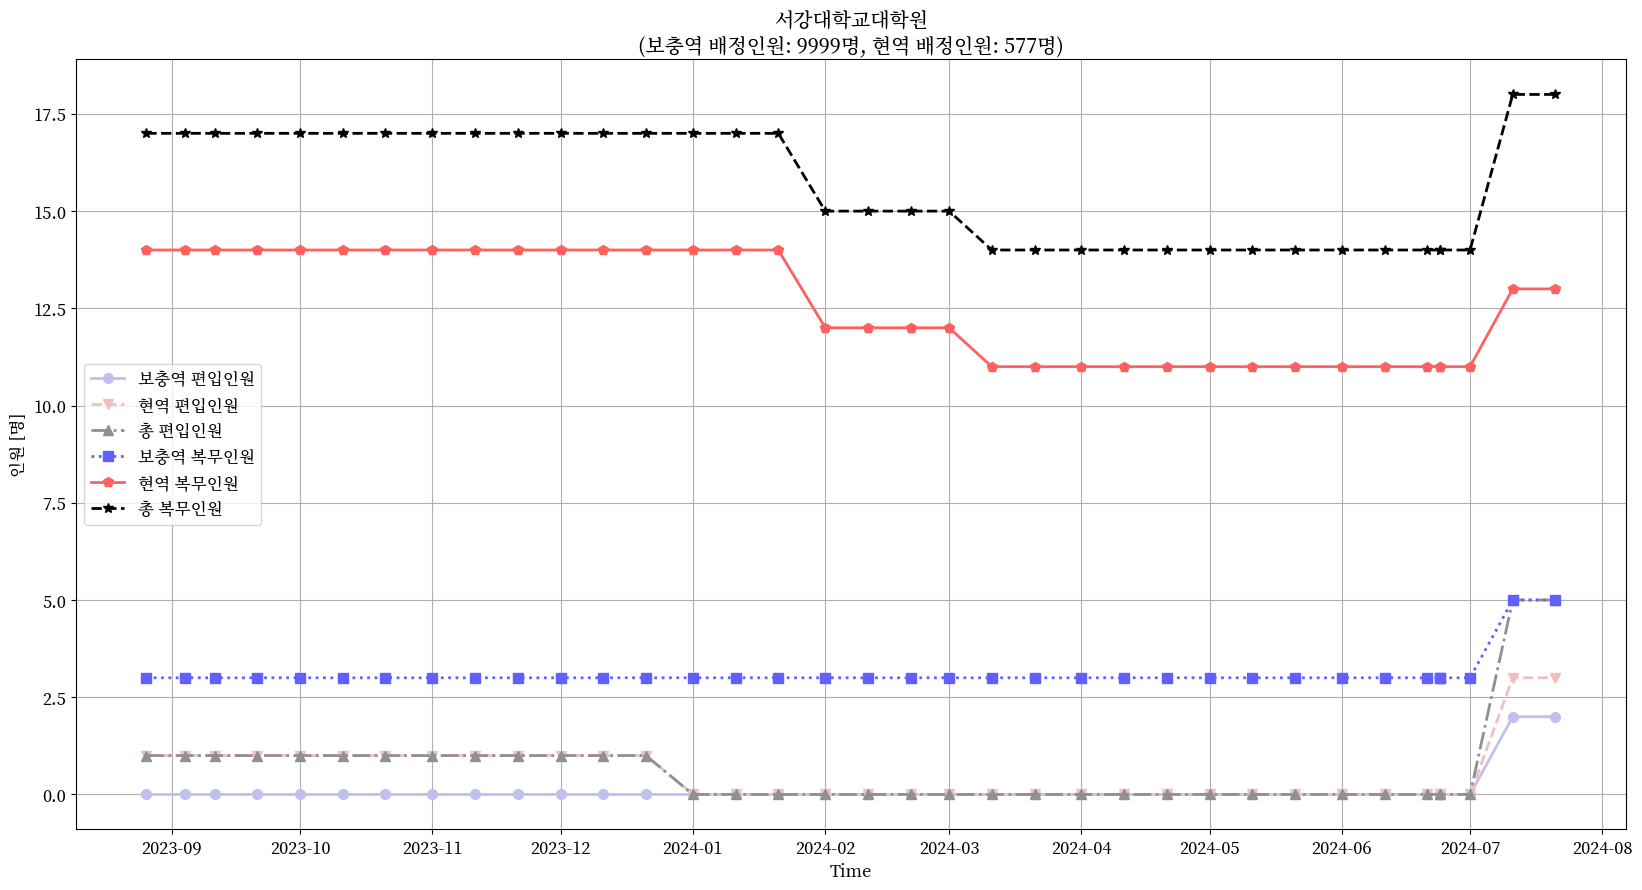 서강대학교대학원
(보충역 배정인원: 9999명, 현역 배정인원: 577명)
인원 [명]
17.5
15.0
12.5
10.0
7.5
5.0
2.5
0.0
보충역 편입인원
현역 편입인원
총 편입인원
보충역 복무인원
현역 복무인원
총 복무인원
2023-09
2023-10
2023-11
2023-12
2024-01
2024-02
2024-03
2024-04
2024-05
2024-06
2024-07
2024-08
Time